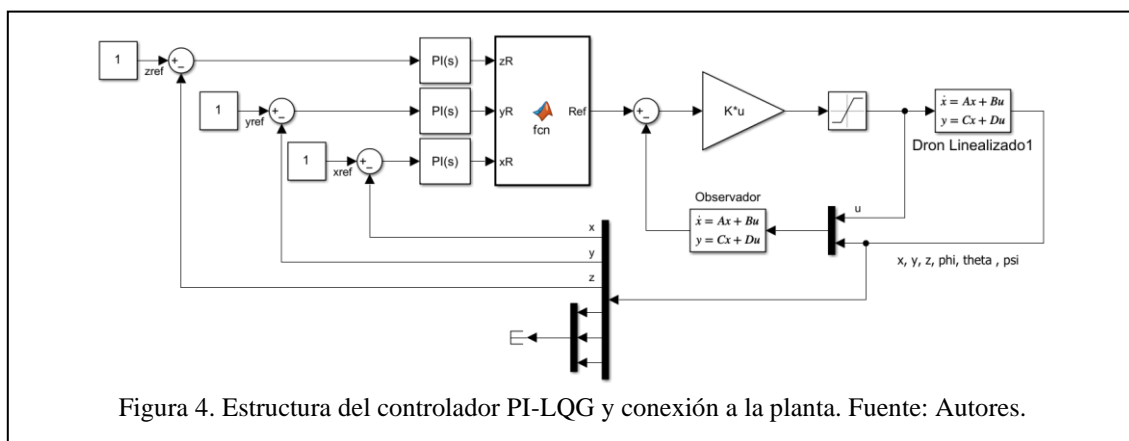 1
zref
+
−
PI(s)
zR
1
yref
+
−
PI(s)
yR
Ref
fcn
1
xref
+
−
PI(s)
xR
+
−
K*u
ẋ = Ax + Bu
y = Cx + Du
Dron Linealizado1
Observador
ẋ = Ax + Bu
y = Cx + Du
u
x, y, z, phi, theta , psi
x
y
z
Figura 4. Estructura del controlador PI-LQG y conexión a la planta. Fuente: Autores.